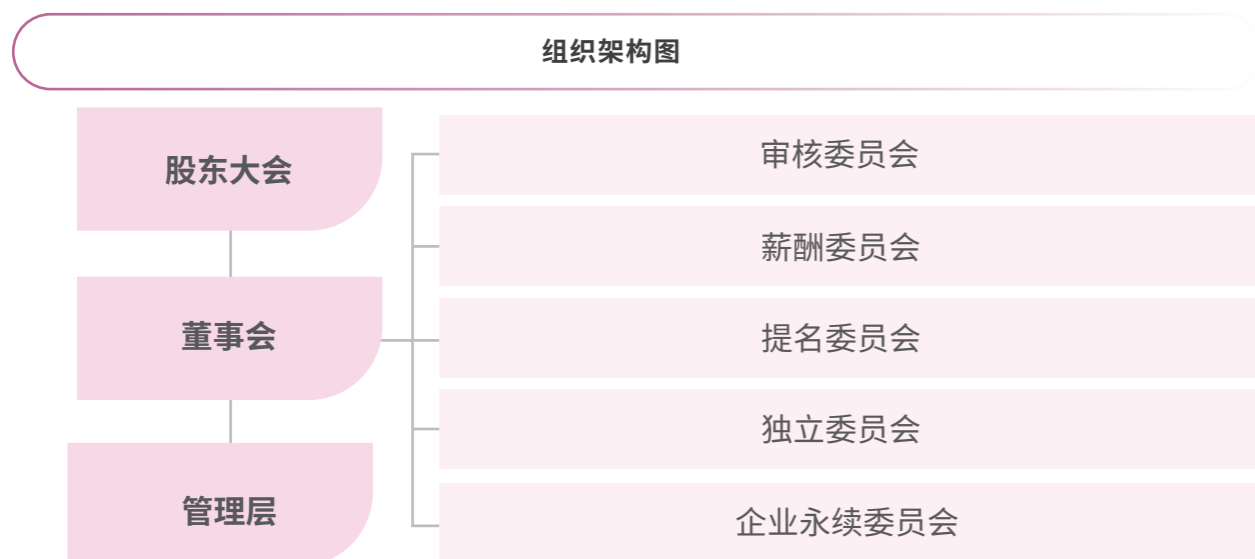 组织架构图
股东大会
董事会
管理层
审核委员会
薪酬委员会
提名委员会
独立委员会
企业永续委员会